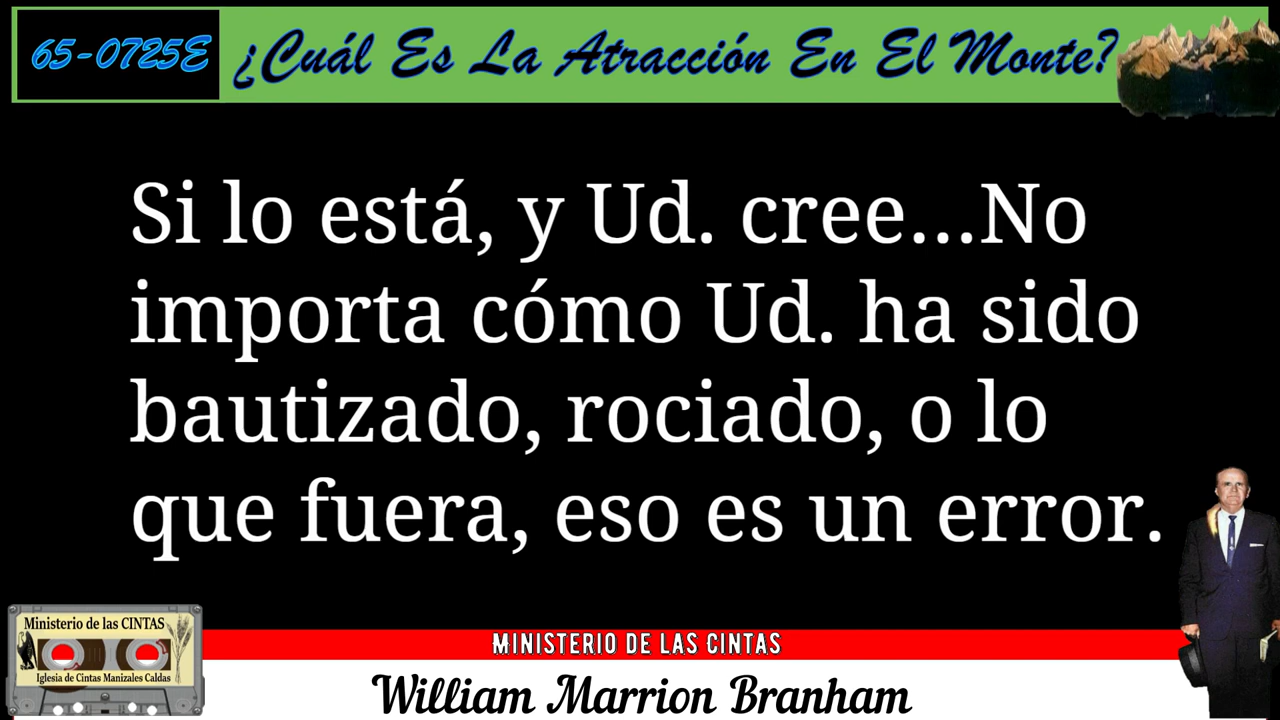 65-0725E ¿Cuál Es La Atracción En El Monte?
Si lo está, y Ud. cree...No
importa cómo Ud. ha sido
bautizado, rociado, o lo
que fuera, eso es un error.
Ministerio de las CINTAS
Iglesia de Cintas Manizales Caldas
MINISTERIO DE LAS CINTAS
William Marrion Branham